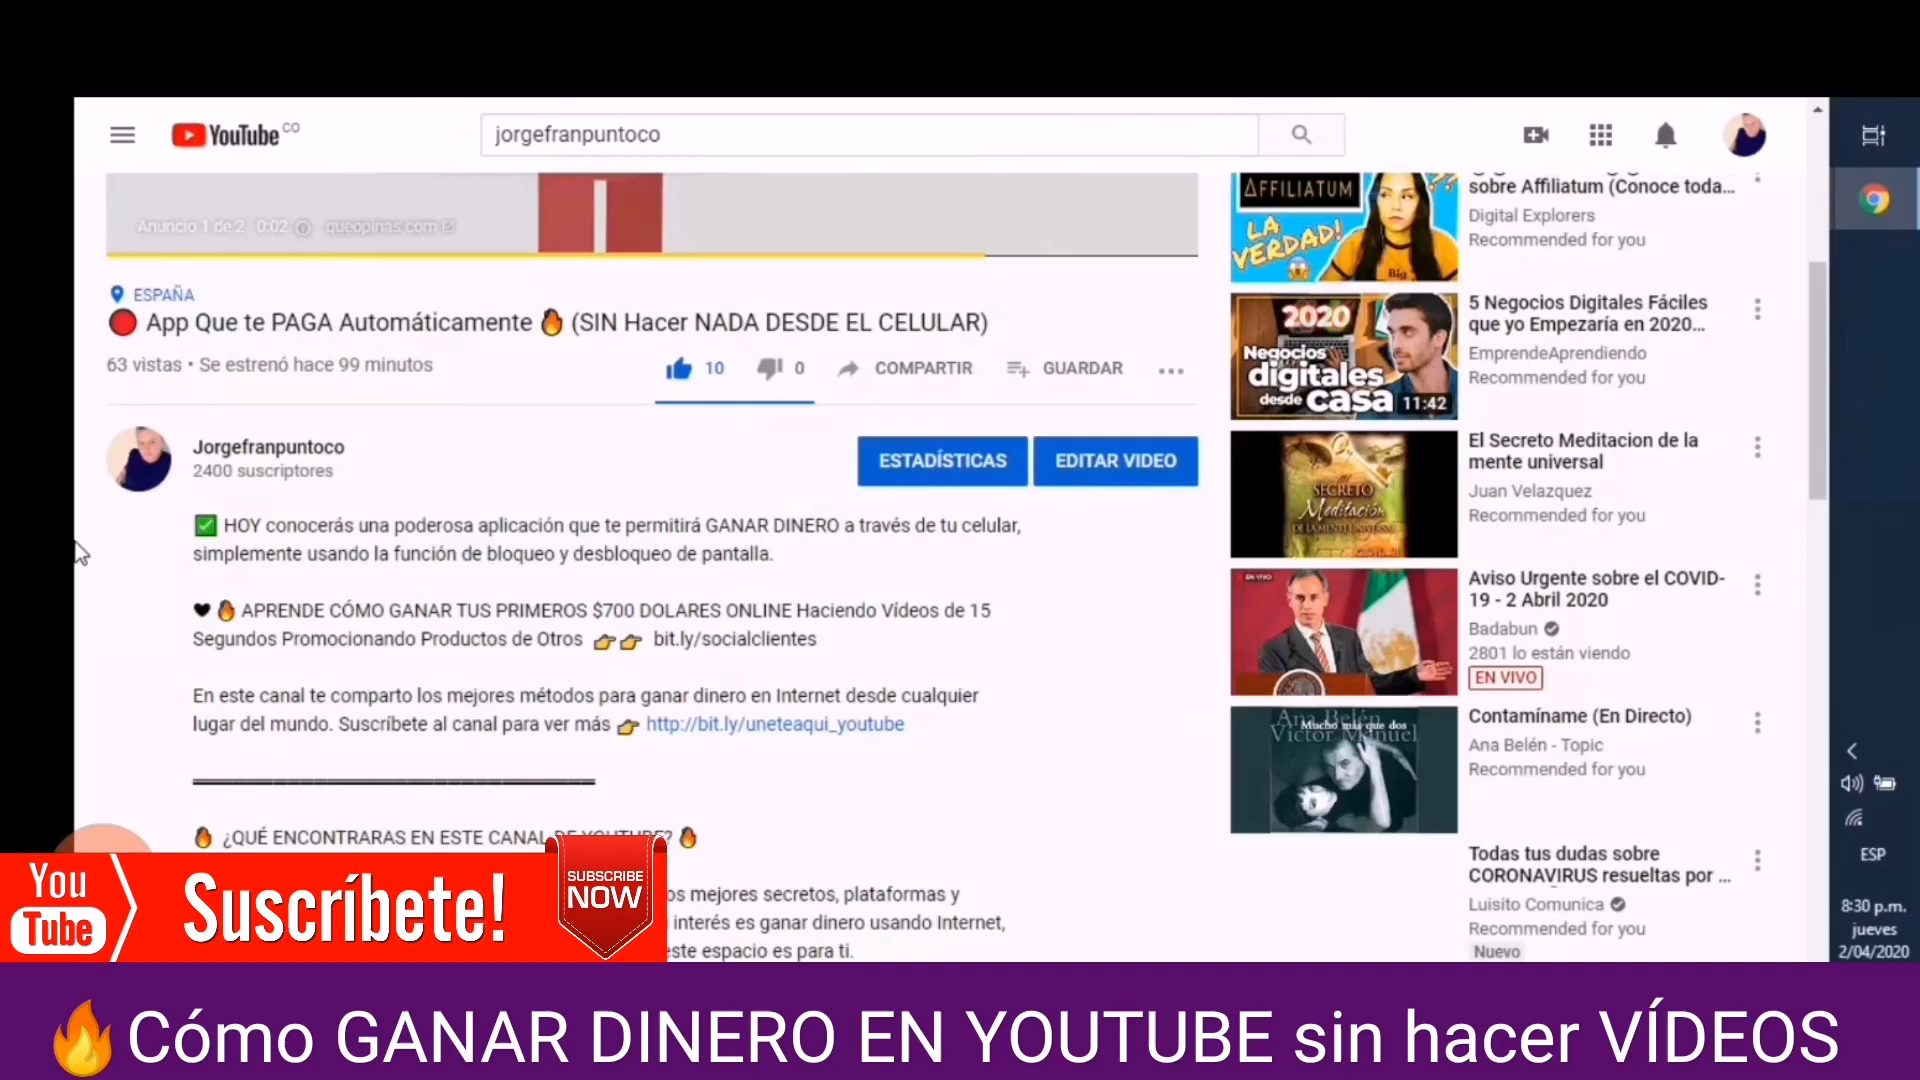 YouTube CO
jorgefranpuntoco
Anuncio 1 de 2 · 0:02 queopinas.com
ESPAÑA
App Que te PAGA Automáticamente 🔥 (SIN Hacer NADA DESDE EL CELULAR)
63 vistas • Se estrenó hace 99 minutos
10
0
COMPARTIR
GUARDAR
Jorgefranpuntoco
2400 suscriptores
ESTADÍSTICAS
EDITAR VIDEO
✅ HOY conocerás una poderosa aplicación que te permitirá GANAR DINERO a través de tu celular,
simplemente usando la función de bloqueo y desbloqueo de pantalla.
🖤🔥 APRENDE CÓMO GANAR TUS PRIMEROS $700 DOLARES ONLINE Haciendo Vídeos de 15
Segundos Promocionando Productos de Otros 👉👉 bit.ly/socialclientes
En este canal te comparto los mejores métodos para ganar dinero en Internet desde cualquier
lugar del mundo. Suscríbete al canal para ver más 👉 http://bit.ly/uneteaqui_youtube
🔥 ¿QUÉ ENCONTRARAS EN ESTE CANAL DE YOUTUBE? 🔥
os mejores secretos, plataformas y
interés es ganar dinero usando Internet,
este espacio es para ti.
AFFILIATUM
LA
VERDAD!
Big
sobre Affiliatum (Conoce toda...
Digital Explorers
Recommended for you
2020
Negocios
digitales
desde casa
11:42
5 Negocios Digitales Fáciles
que yo Empezaría en 2020...
EmprendeAprendiendo
Recommended for you
SECRETO
Meditación
DE LA MENTE UNIVERSAL
El Secreto Meditacion de la
mente universal
Juan Velazquez
Recommended for you
EN VIVO
Aviso Urgente sobre el COVID-
19 - 2 Abril 2020
Badabun
2801 lo están viendo
EN VIVO
Ana Belén
Mucho más que dos
Víctor Manuel
Contamíname (En Directo)
Ana Belén - Topic
Recommended for you
Todas tus dudas sobre
CORONAVIRUS resueltas por ...
Luisito Comunica
Recommended for you
Nuevo
ESP
8:30 p.m.
jueves
2/04/2020
You
Tube
Suscríbete!
SUBSCRIBE
NOW
🔥Cómo GANAR DINERO EN YOUTUBE sin hacer VÍDEOS